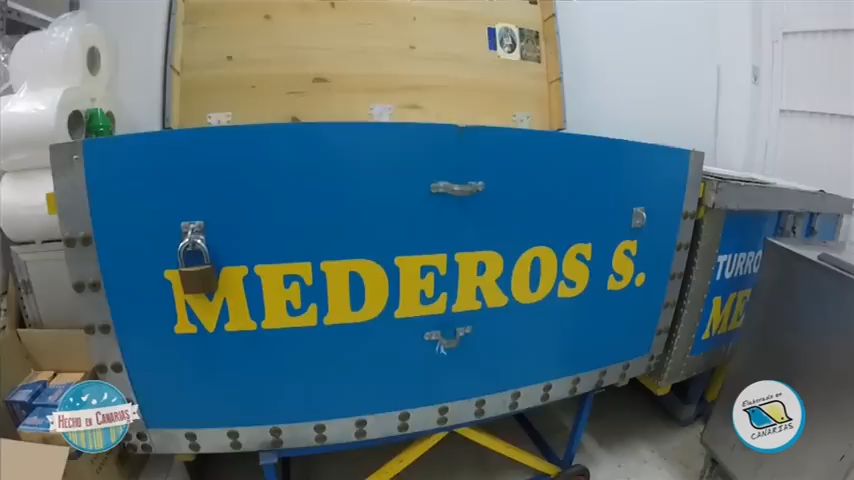 MEDEROS S.
TURRO
ME
HECHO EN CANARIAS
Elaborado en
CANARIAS